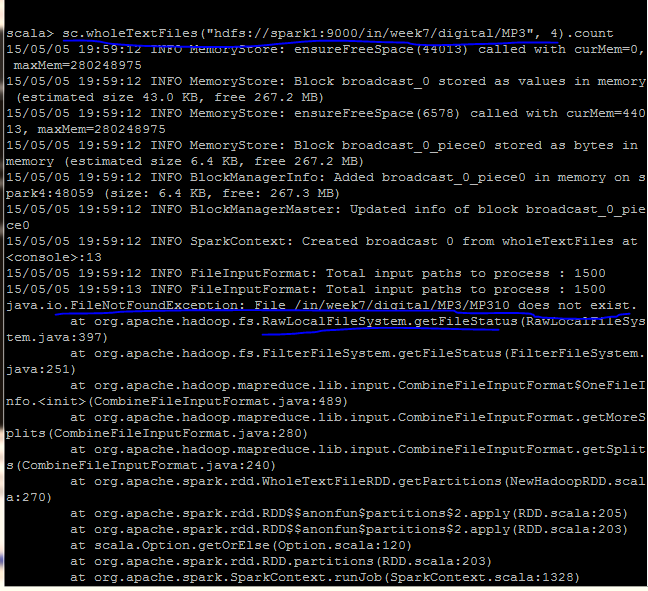 scala> sc.wholeTextFiles("hdfs://spark1:9000/in/week7/digital/MP3", 4).count
15/05/05 19:59:12 INFO MemoryStore: ensureFreeSpace(44013) called with curMem=0,
 maxMem=280248975
15/05/05 19:59:12 INFO MemoryStore: Block broadcast_0 stored as values in memory
 (estimated size 43.0 KB, free 267.2 MB)
15/05/05 19:59:12 INFO MemoryStore: ensureFreeSpace(6578) called with curMem=440
13, maxMem=280248975
15/05/05 19:59:12 INFO MemoryStore: Block broadcast_0_piece0 stored as bytes in
memory (estimated size 6.4 KB, free 267.2 MB)
15/05/05 19:59:12 INFO BlockManagerInfo: Added broadcast_0_piece0 in memory on s
park4:48059 (size: 6.4 KB, free: 267.3 MB)
15/05/05 19:59:12 INFO BlockManagerMaster: Updated info of block broadcast_0_pie
ce0
15/05/05 19:59:12 INFO SparkContext: Created broadcast 0 from wholeTextFiles at
<console>:13
15/05/05 19:59:12 INFO FileInputFormat: Total input paths to process : 1500
15/05/05 19:59:13 INFO FileInputFormat: Total input paths to process : 1500
java.io.FileNotFoundException: File /in/week7/digital/MP3/MP310 does not exist.
        at org.apache.hadoop.fs.RawLocalFileSystem.getFileStatus(RawLocalFileSys
tem.java:397)
        at org.apache.hadoop.fs.FilterFileSystem.getFileStatus(FilterFileSystem.
java:251)
        at org.apache.hadoop.mapreduce.lib.input.CombineFileInputFormat$OneFileI
nfo.<init>(CombineFileInputFormat.java:489)
        at org.apache.hadoop.mapreduce.lib.input.CombineFileInputFormat.getMoreS
plits(CombineFileInputFormat.java:280)
        at org.apache.hadoop.mapreduce.lib.input.CombineFileInputFormat.getSplit
s(CombineFileInputFormat.java:240)
        at org.apache.spark.rdd.WholeTextFileRDD.getPartitions(NewHadoopRDD.scal
a:270)
        at org.apache.spark.rdd.RDD$$anonfun$partitions$2.apply(RDD.scala:205)
        at org.apache.spark.rdd.RDD$$anonfun$partitions$2.apply(RDD.scala:203)
        at scala.Option.getOrElse(Option.scala:120)
        at org.apache.spark.rdd.RDD.partitions(RDD.scala:203)
        at org.apache.spark.SparkContext.runJob(SparkContext.scala:1328)